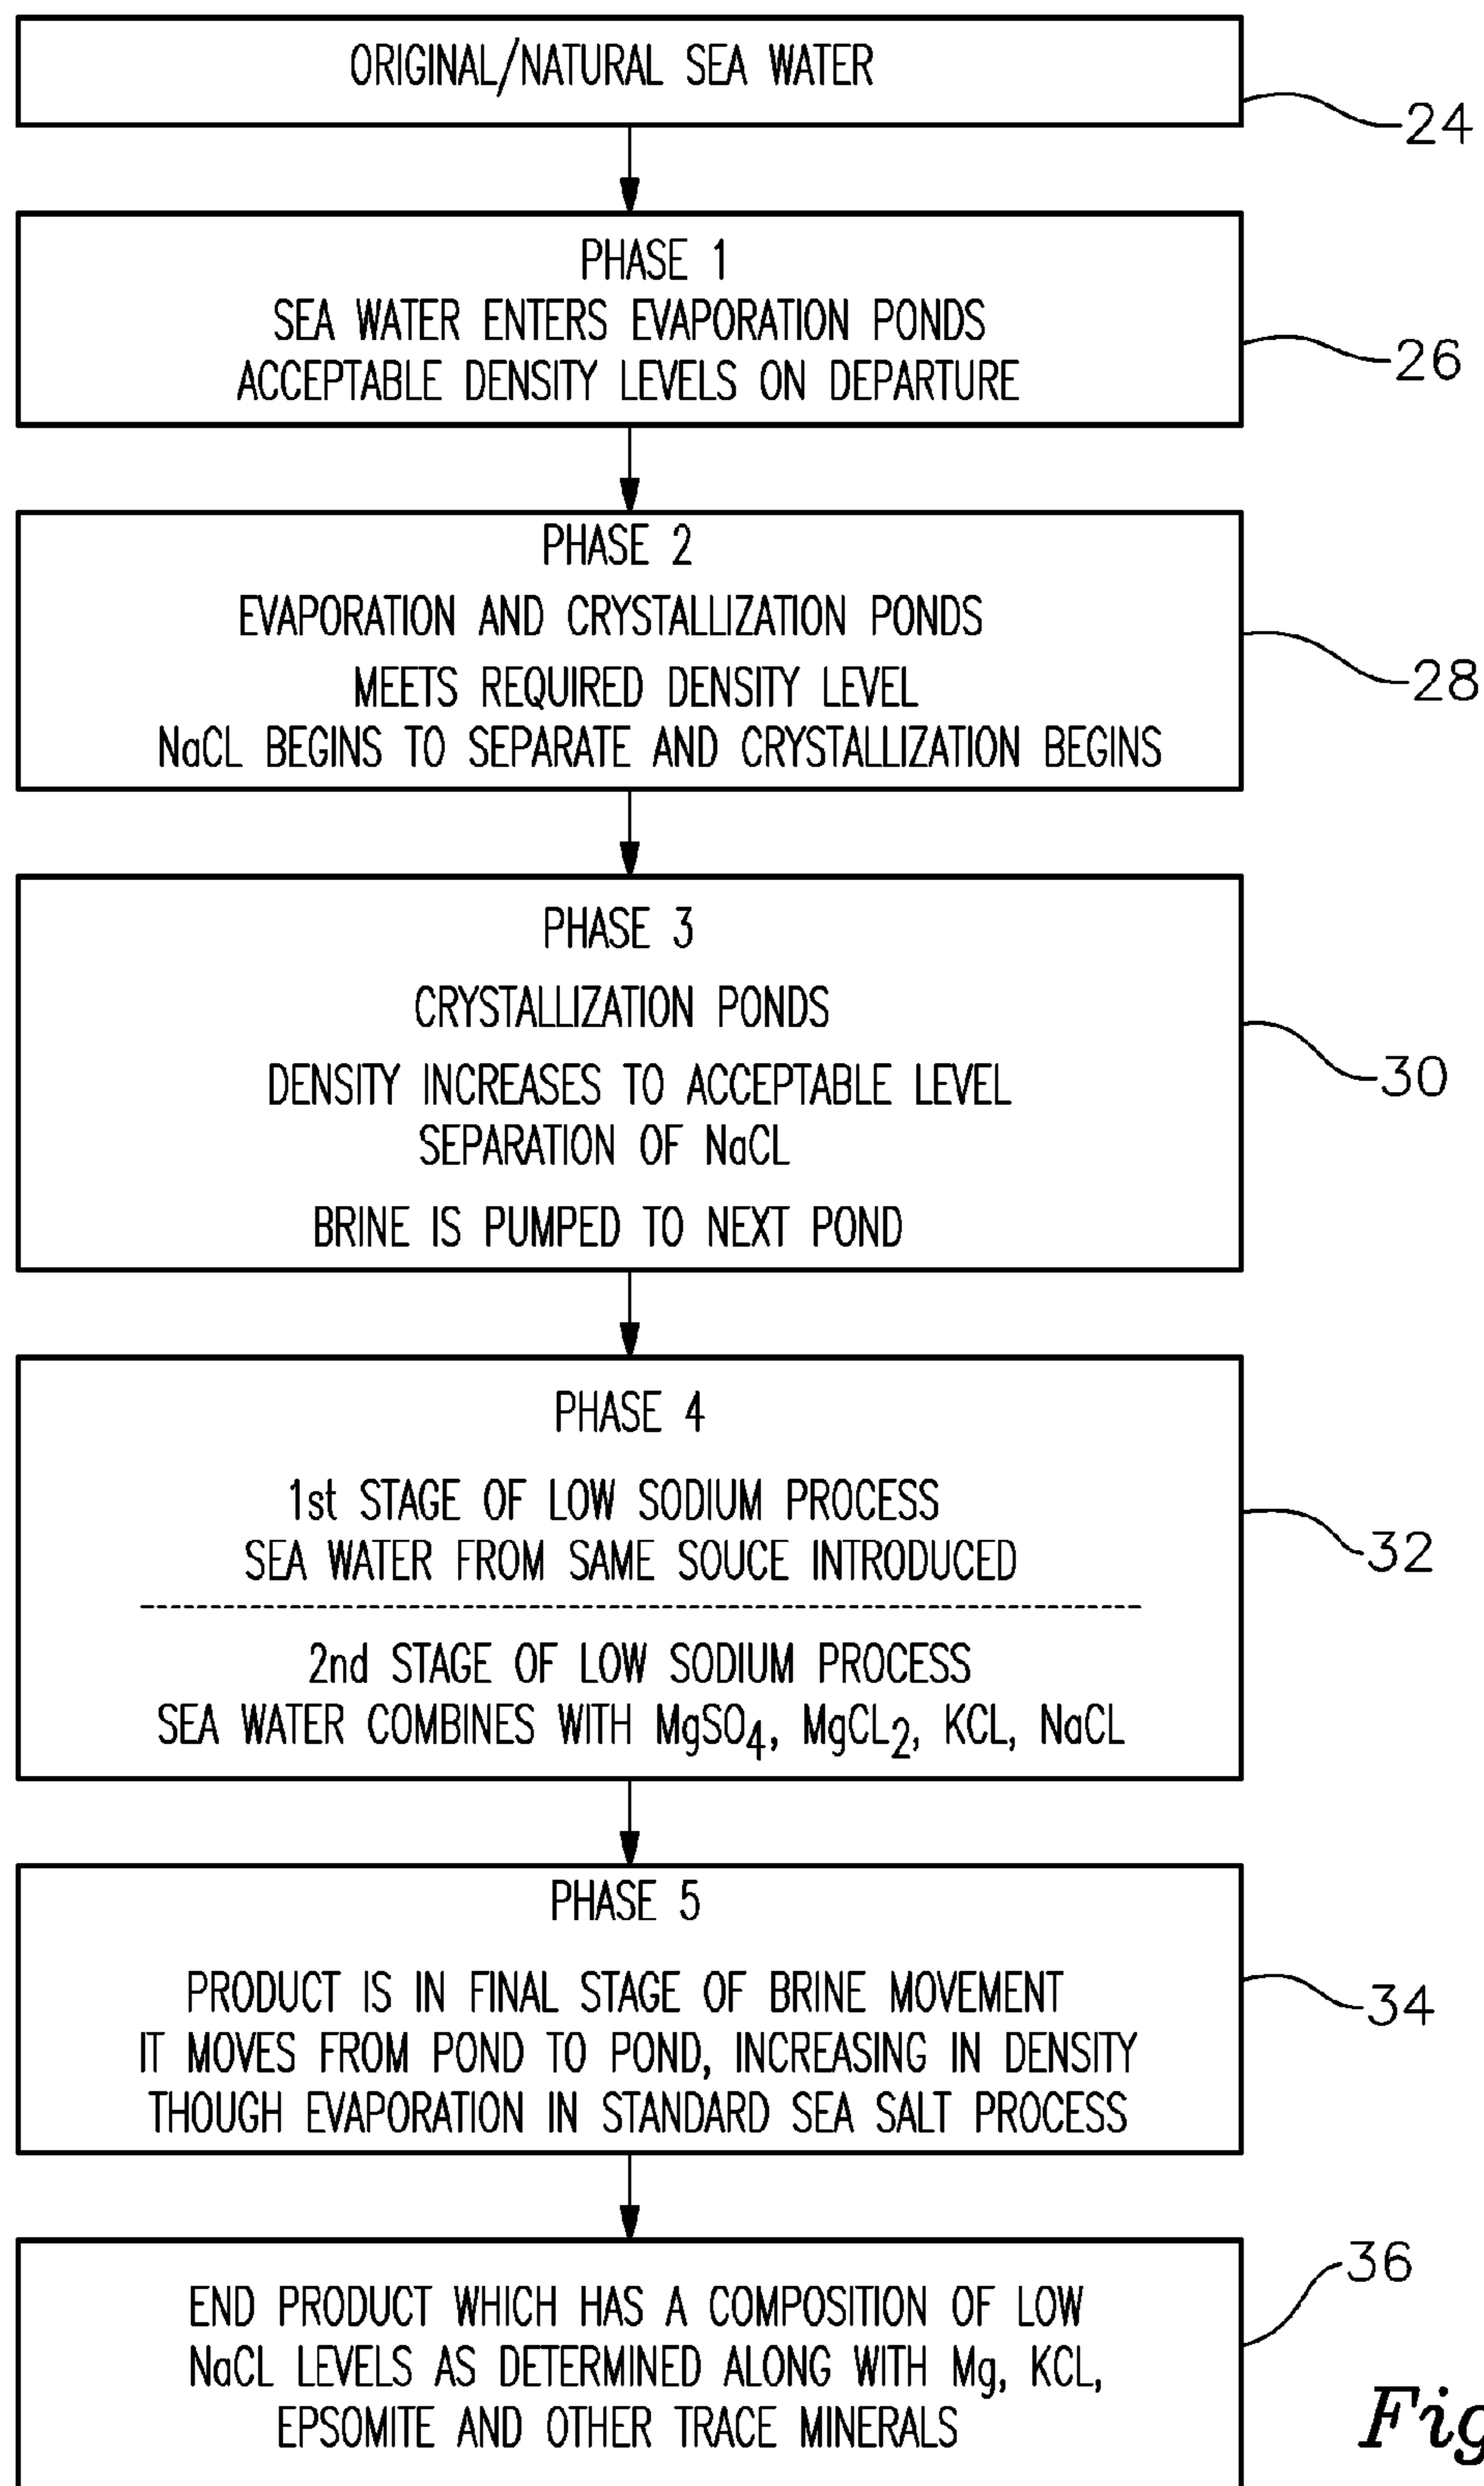 ORIGINAL/NATURAL SEA WATER
24
PHASE 1
SEA WATER ENTERS EVAPORATION PONDS
ACCEPTABLE DENSITY LEVELS ON DEPARTURE
26
PHASE 2
EVAPORATION AND CRYSTALLIZATION PONDS
MEETS REQUIRED DENSITY LEVEL
NaCL BEGINS TO SEPARATE AND CRYSTALLIZATION BEGINS
28
PHASE 3
CRYSTALLIZATION PONDS
DENSITY INCREASES TO ACCEPTABLE LEVEL
SEPARATION OF NaCL
BRINE IS PUMPED TO NEXT POND
30
PHASE 4
1st STAGE OF LOW SODIUM PROCESS
SEA WATER FROM SAME SOUCE INTRODUCED
2nd STAGE OF LOW SODIUM PROCESS
SEA WATER COMBINES WITH MgSO₄, MgCL₂, KCL, NaCL
32
PHASE 5
PRODUCT IS IN FINAL STAGE OF BRINE MOVEMENT
IT MOVES FROM POND TO POND, INCREASING IN DENSITY
THOUGH EVAPORATION IN STANDARD SEA SALT PROCESS
34
END PRODUCT WHICH HAS A COMPOSITION OF LOW
NaCL LEVELS AS DETERMINED ALONG WITH Mg, KCL,
EPSOMITE AND OTHER TRACE MINERALS
36
Fig